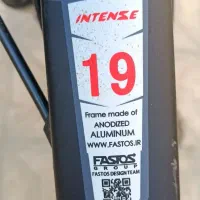 INTENSE
19
Frame made of
ANODIZED
ALUMINUM
WWW.FASTOS.IR
FASTOS
GROUP
FASTOS DESIGN TEAM